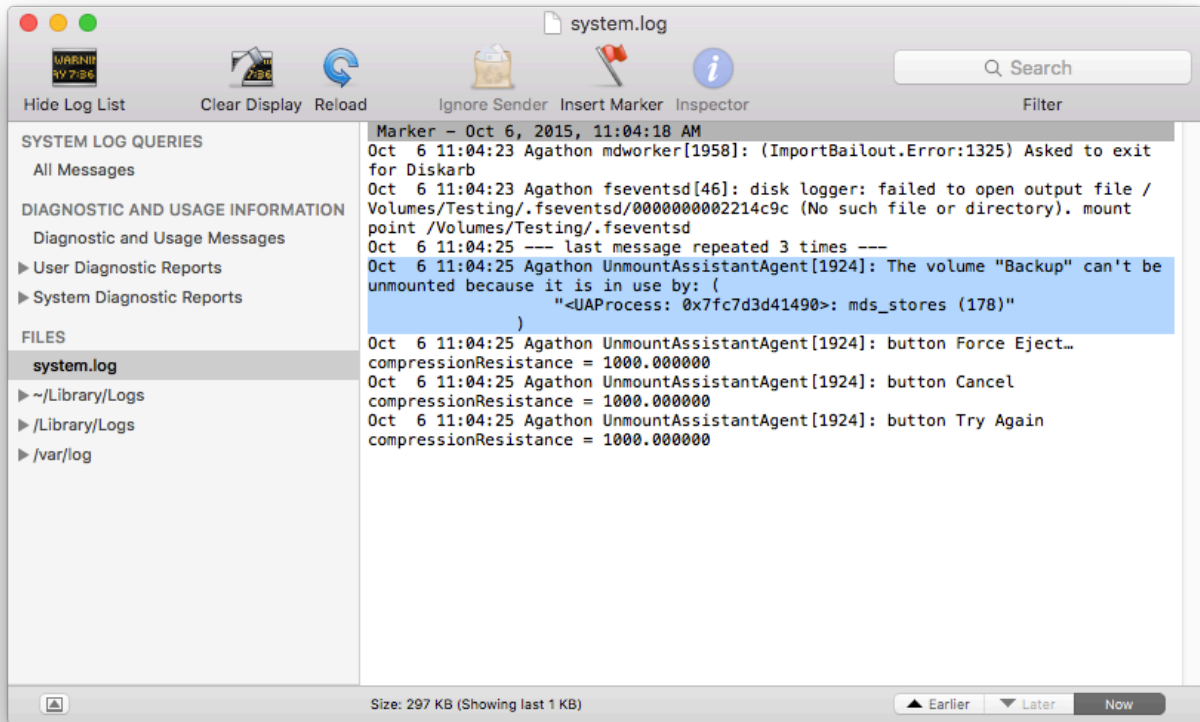 system.log
WARNIN
AY 7:36
7:36
Hide Log List
Clear Display
Reload
Ignore Sender
Insert Marker
Inspector
Search
Filter
SYSTEM LOG QUERIES
All Messages
DIAGNOSTIC AND USAGE INFORMATION
Diagnostic and Usage Messages
User Diagnostic Reports
System Diagnostic Reports
FILES
system.log
~/Library/Logs
/Library/Logs
/var/log
Marker - Oct 6, 2015, 11:04:18 AM
Oct  6 11:04:23 Agathon mdworker[1958]: (ImportBailout.Error:1325) Asked to exit
for Diskarb
Oct  6 11:04:23 Agathon fseventsd[46]: disk logger: failed to open output file /
Volumes/Testing/.fseventsd/0000000002214c9c (No such file or directory). mount
point /Volumes/Testing/.fseventsd
Oct  6 11:04:25 --- last message repeated 3 times ---
Oct  6 11:04:25 Agathon UnmountAssistantAgent[1924]: The volume "Backup" can't be
unmounted because it is in use by: (
"<UAProcess: 0x7fc7d3d41490>: mds_stores (178)"
)
Oct  6 11:04:25 Agathon UnmountAssistantAgent[1924]: button Force Eject…
compressionResistance = 1000.000000
Oct  6 11:04:25 Agathon UnmountAssistantAgent[1924]: button Cancel
compressionResistance = 1000.000000
Oct  6 11:04:25 Agathon UnmountAssistantAgent[1924]: button Try Again
compressionResistance = 1000.000000
Size: 297 KB (Showing last 1 KB)
Earlier
Later
Now